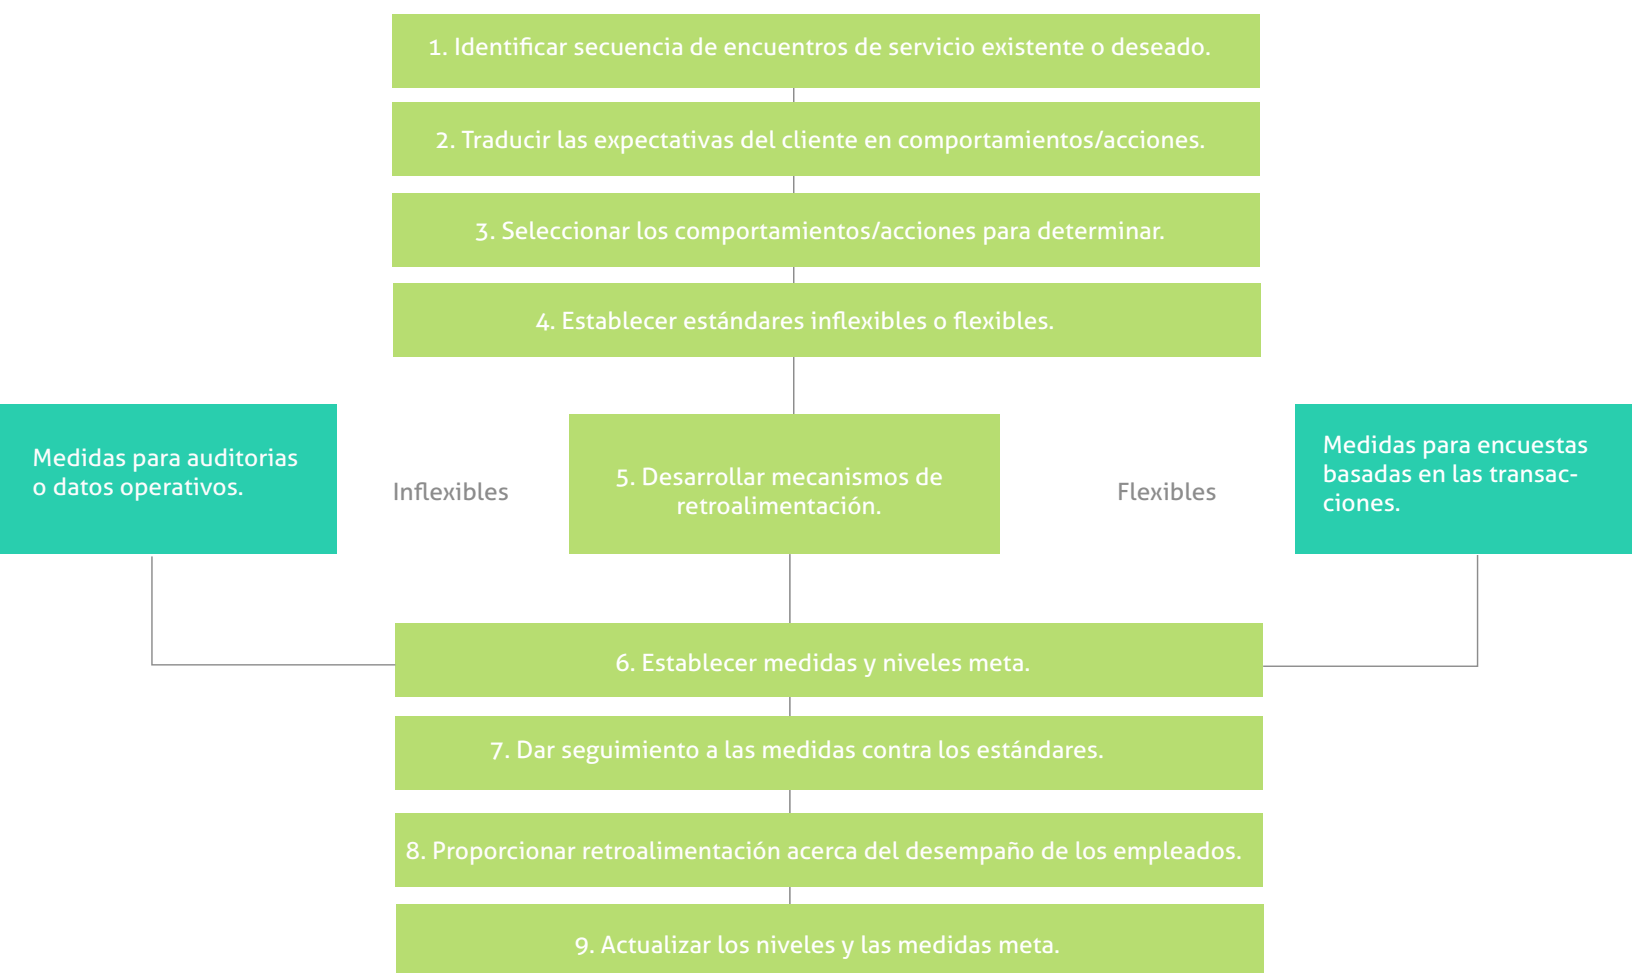 1. Identificar secuencia de encuentros de servicio existente o deseado.
2. Traducir las expectativas del cliente en comportamientos/acciones.
3. Seleccionar los comportamientos/acciones para determinar.
4. Establecer estándares inflexibles o flexibles.
Medidas para auditorias
o datos operativos.
Inflexibles
5. Desarrollar mecanismos de
retroalimentación.
Flexibles
Medidas para encuestas
basadas en las transac-
ciones.
6. Establecer medidas y niveles meta.
7. Dar seguimiento a las medidas contra los estándares.
8. Proporcionar retroalimentación acerca del desempaño de los empleados.
9. Actualizar los niveles y las medidas meta.